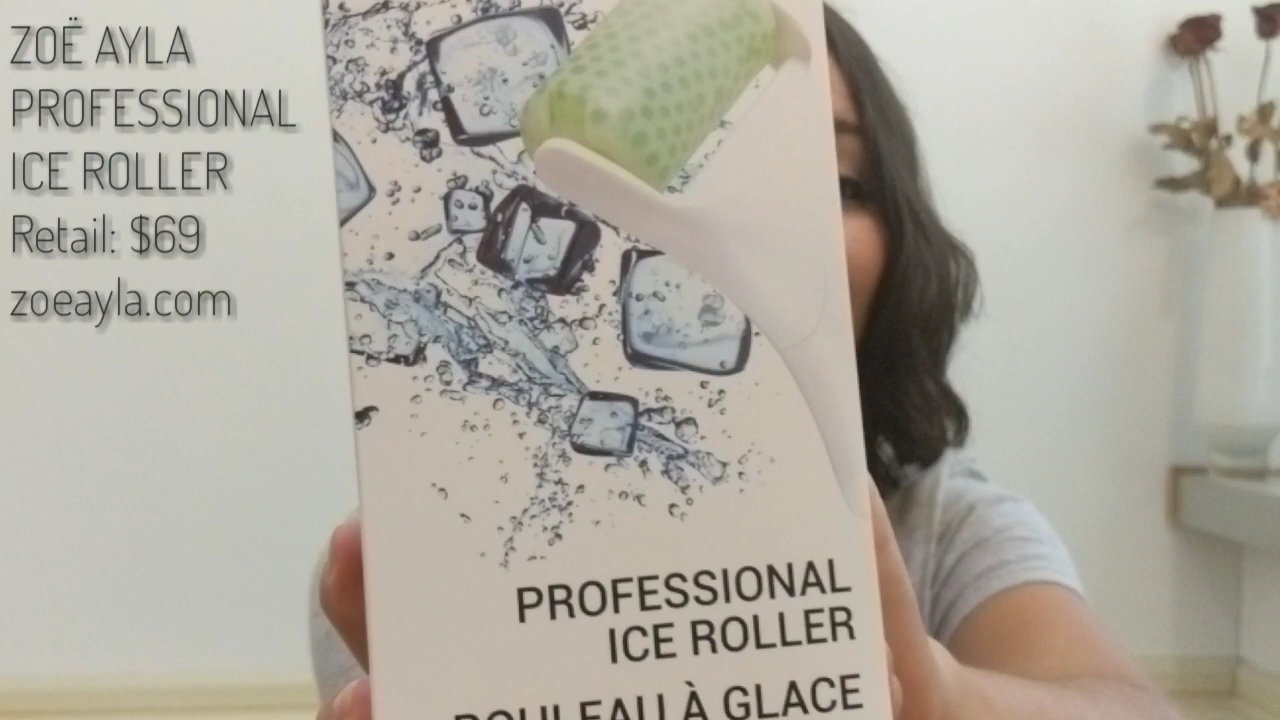 ZOË AYLA
PROFESSIONAL
ICE ROLLER
Retail: $69
zoeayla.com
PROFESSIONAL
ICE ROLLER
ROULEAU À GLACE